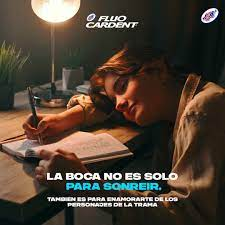 FLUO
CARDENT
LA BOCA NO ES SOLO
PARA SONREIR.
TAMBIEN ES PARA ENAMORARTE DE LOS
PERSONAJES DE LA TRAMA